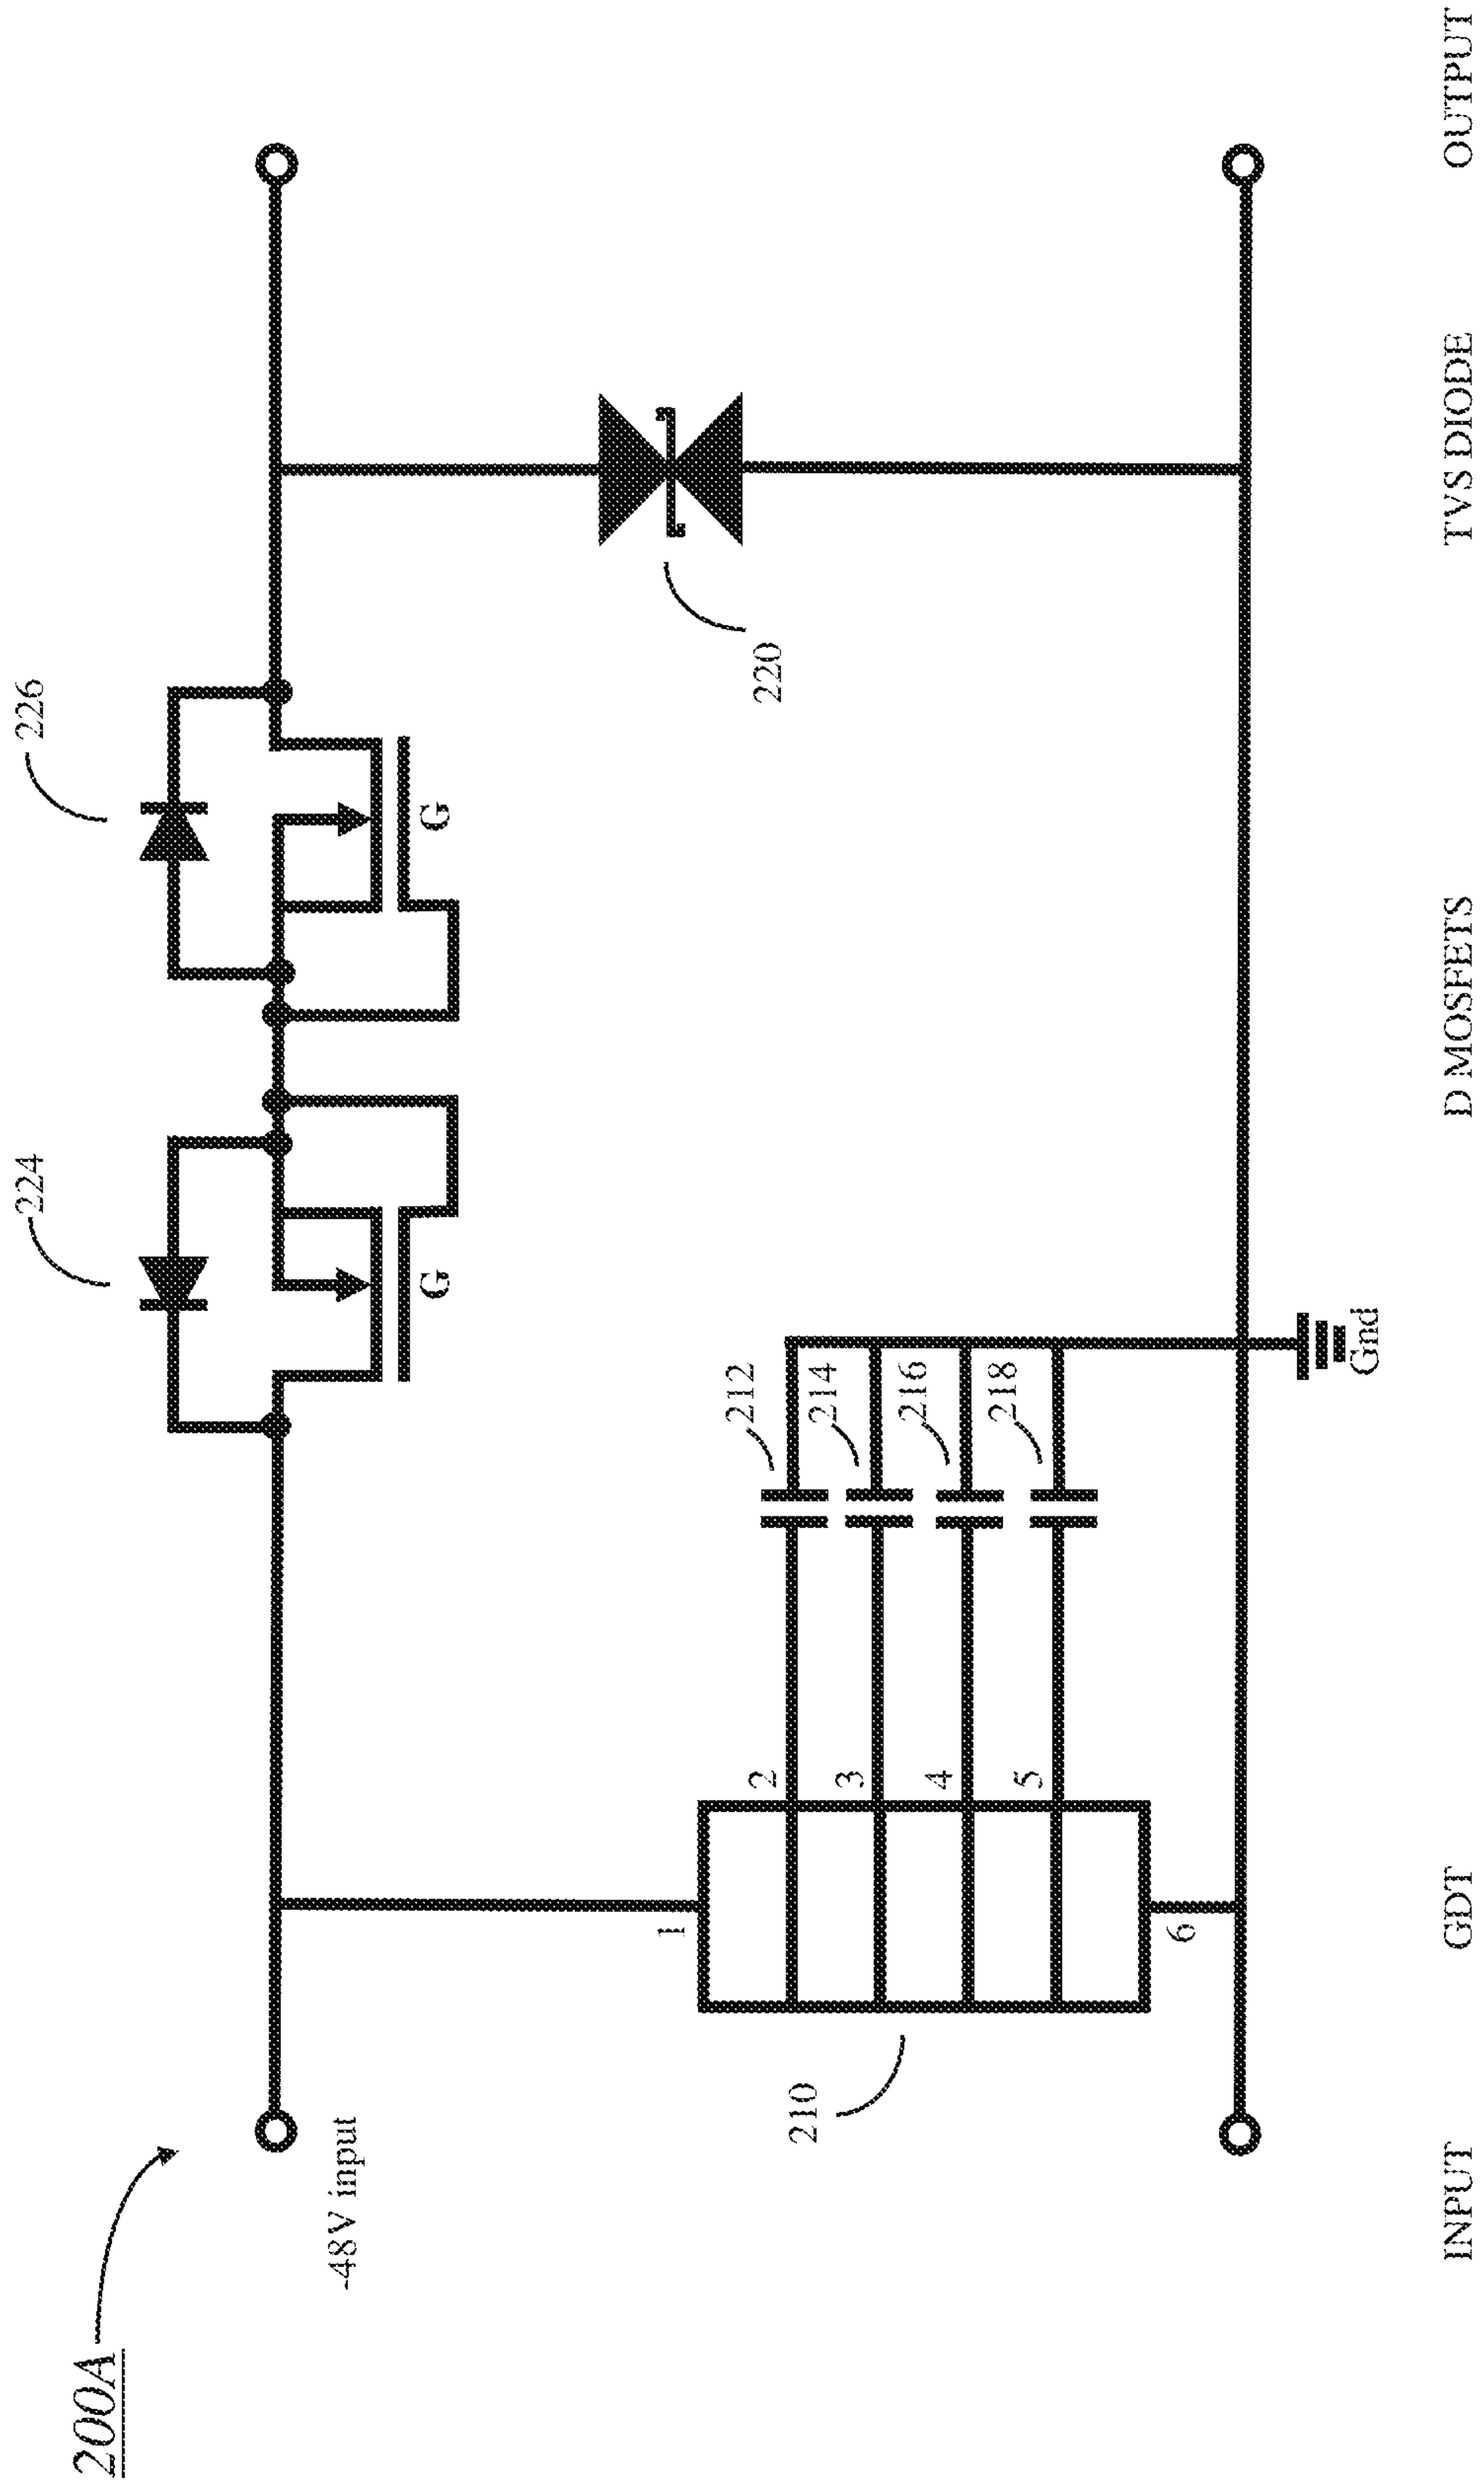 200A
224
226
G
G
-48V input
220
1
2
3
4
5
6
212
214
216
218
210
Gnd
INPUT
GDT
D MOSFETS
TVS DIODE
OUTPUT